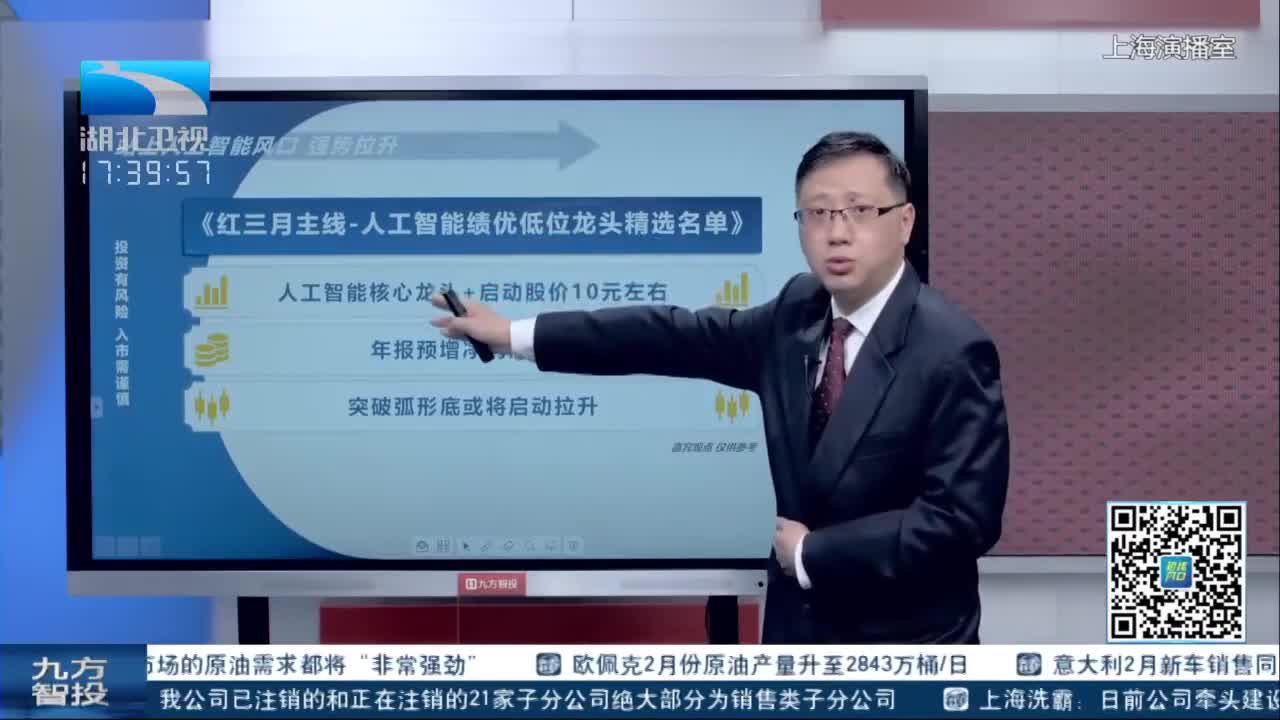 上海演播室
湖北卫视
17:39:57
智能风口 强势拉升
《红三月主线-人工智能绩优低位龙头精选名单》
投资有风险 入市需谨慎
人工智能核心龙头+启动股价10元左右
年报预增
突破弧形底或将启动拉升
嘉宾观点 仅供参考
九方智投
九方
智投
市场的原油需求都将“非常强劲” 欧佩克2月份原油产量升至2843万桶/日 意大利2月新车销售同
我公司已注销的和正在注销的21家子分公司绝大部分为销售类子分公司 上海洗霸：日前公司牵头建设